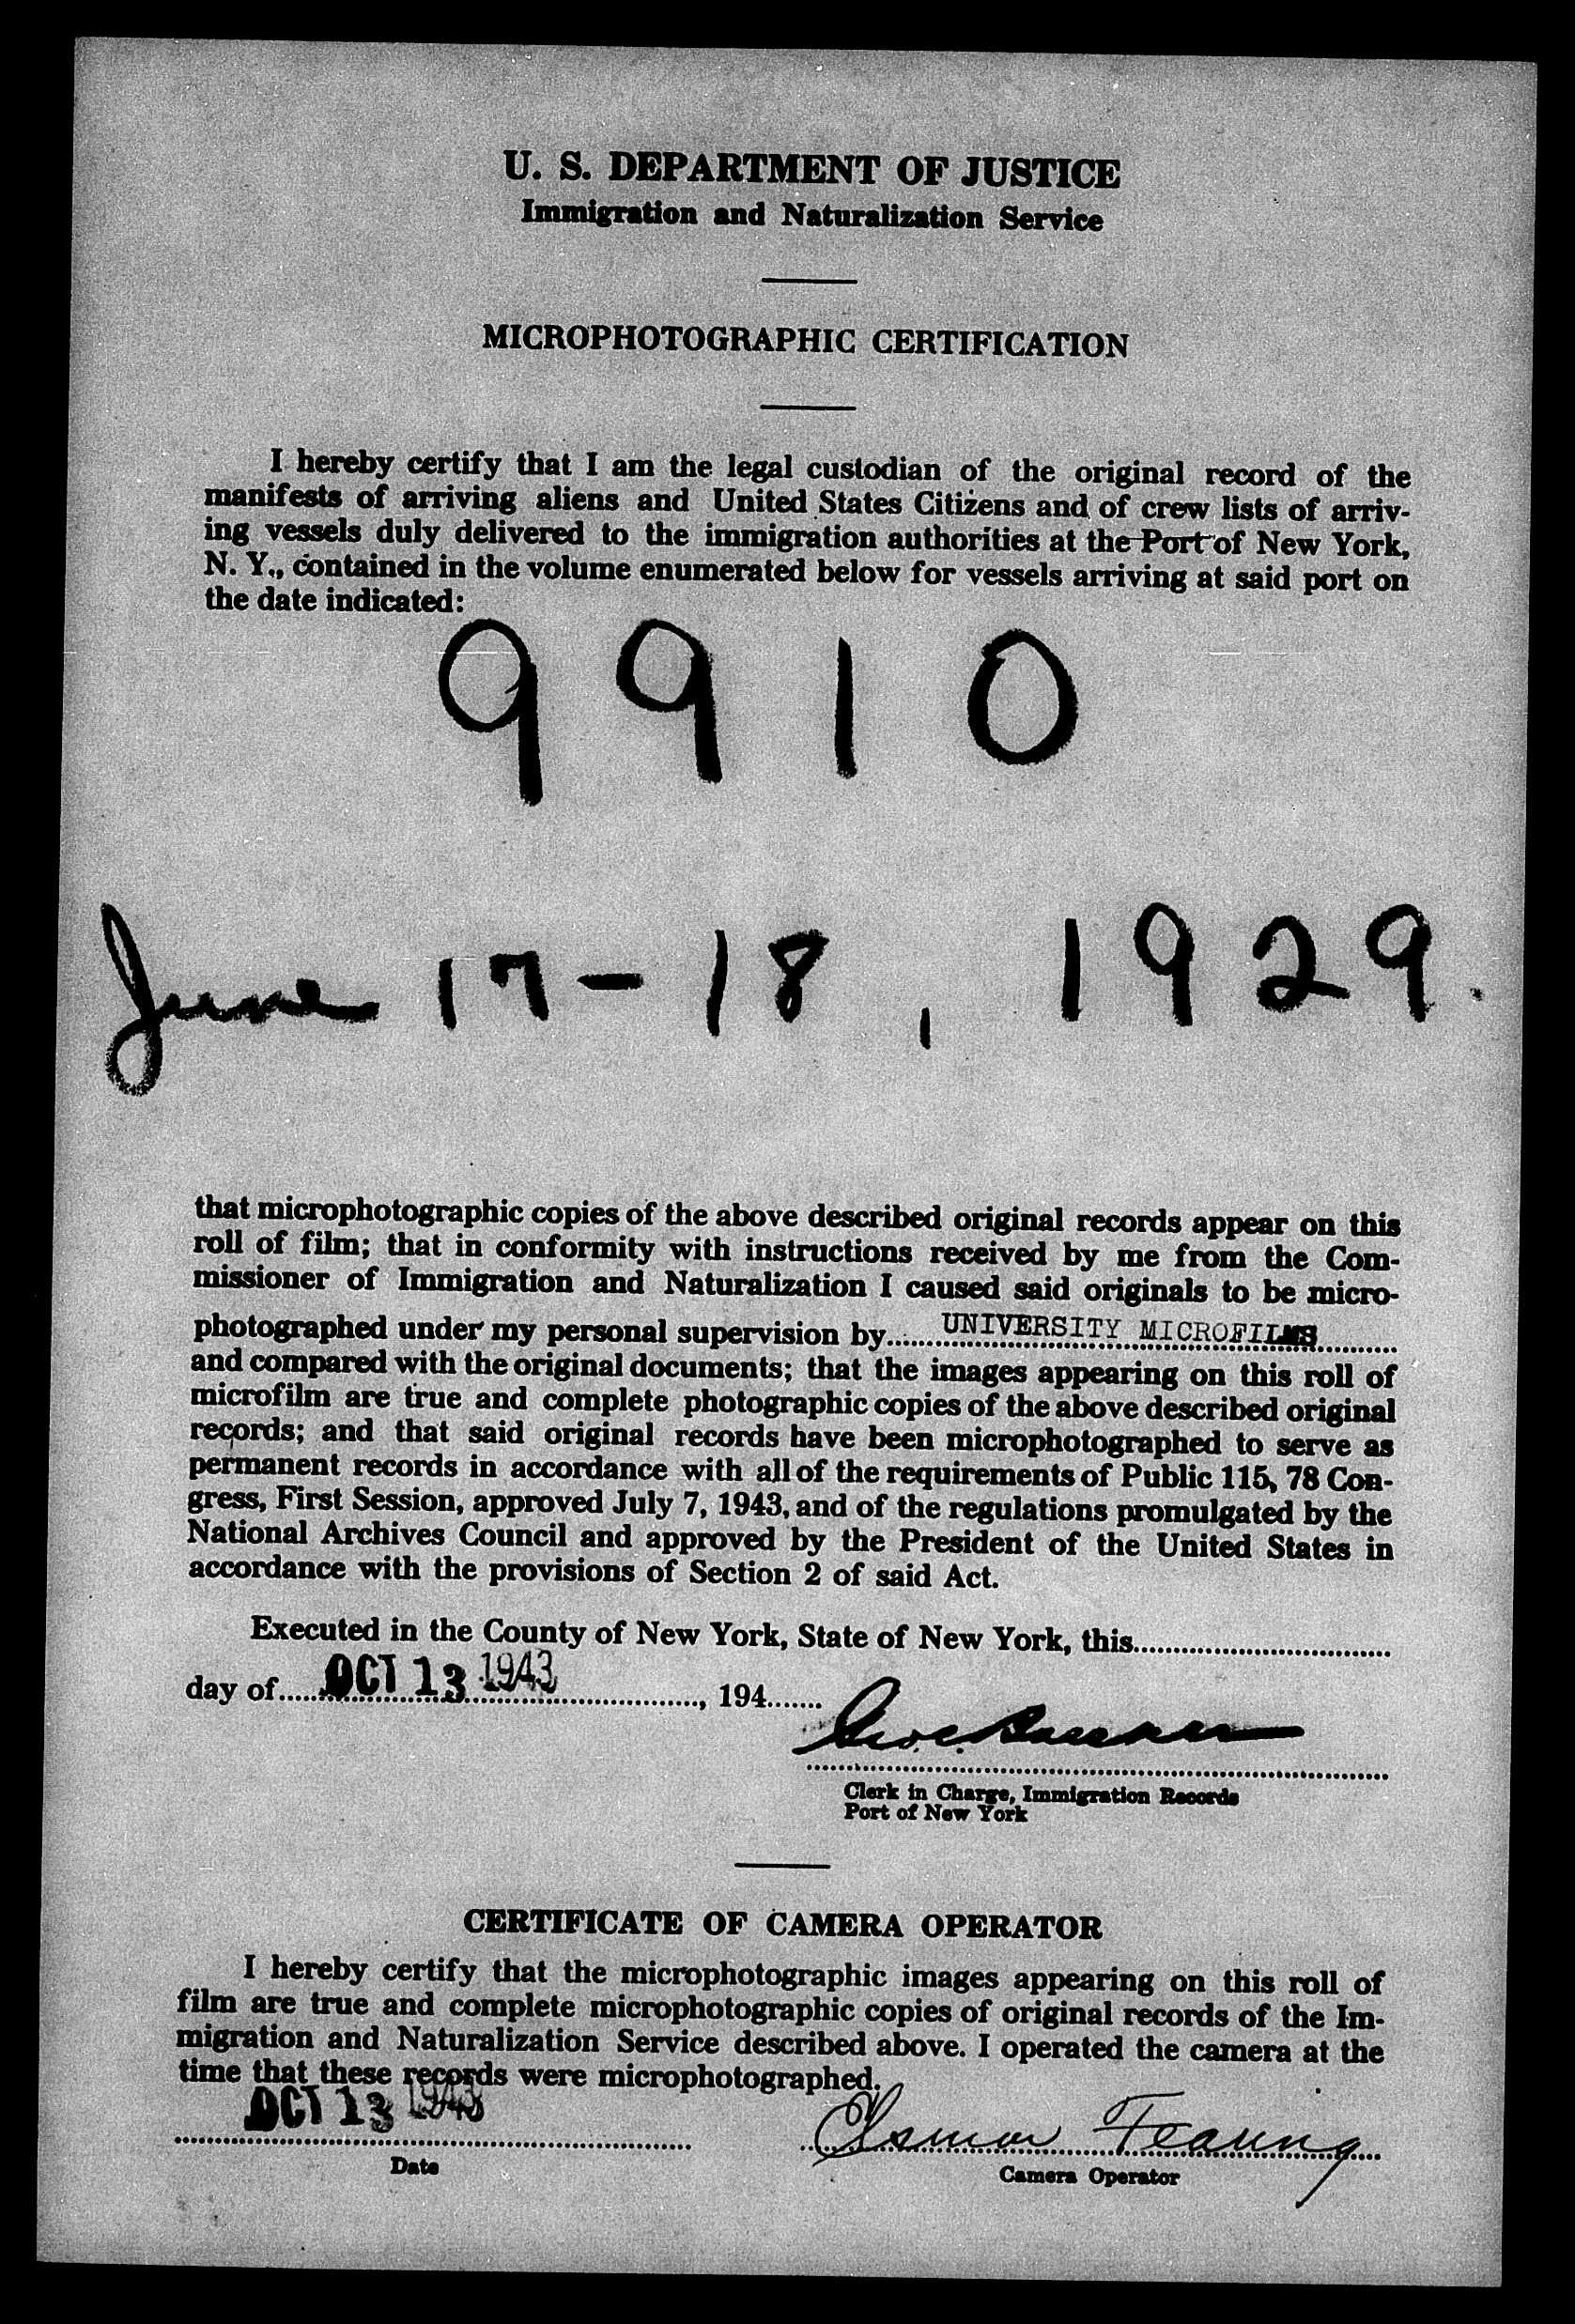 U. S. DEPARTMENT OF JUSTICE
Immigration and Naturalization Service
MICROPHOTOGRAPHIC CERTIFICATION
I hereby certify that I am the legal custodian of the original record of the
manifests of arriving aliens and United States Citizens and of crew lists of arriv-
ing vessels duly delivered to the immigration authorities at the Port of New York,
N. Y., contained in the volume enumerated below for vessels arriving at said port on
the date indicated:
9910
June 17-18, 1929.
that microphotographic copies of the above described original records appear on this
roll of film; that in conformity with instructions received by me from the Com-
missioner of Immigration and Naturalization I caused said originals to be micro-
photographed under my personal supervision by......UNIVERSITY MICROFILMS..........
and compared with the original documents; that the images appearing on this roll of
microfilm are true and complete photographic copies of the above described original
records; and that said original records have been microphotographed to serve as
permanent records in accordance with all of the requirements of Public 115, 78 Con-
gress, First Session, approved July 7, 1943, and of the regulations promulgated by the
National Archives Council and approved by the President of the United States in
accordance with the provisions of Section 2 of said Act.
Executed in the County of New York, State of New York, this..............................
day of.....OCT 13 1943..............., 194.......
Clerk in Charge, Immigration Records
Port of New York
CERTIFICATE OF CAMERA OPERATOR
I hereby certify that the microphotographic images appearing on this roll of
film are true and complete microphotographic copies of original records of the Im-
migration and Naturalization Service described above. I operated the camera at the
time that these records were microphotographed.
OCT 13 1943
Date
Camera Operator